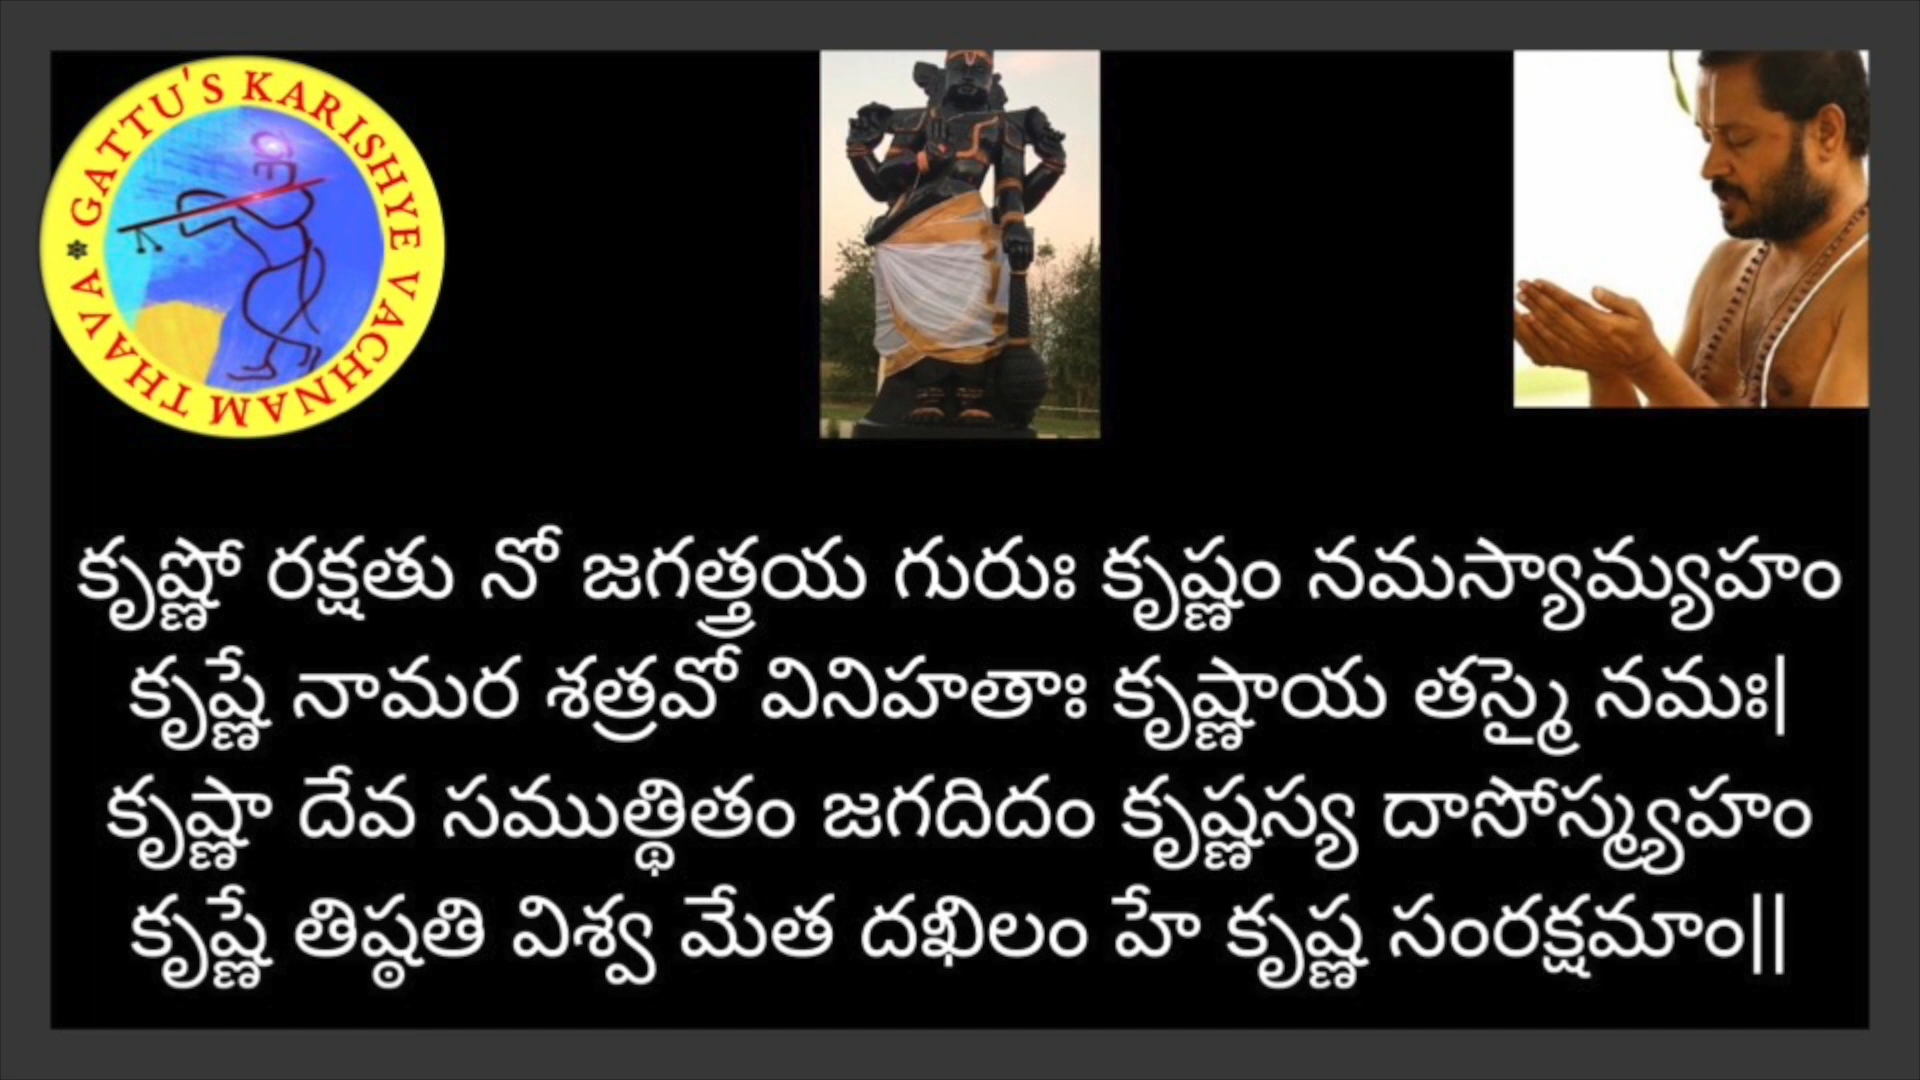 GATTU'S KARISHYE VACHNAM THAVA
కృష్ణో రక్షతు నో జగత్త్రయ గురుః కృష్ణం నమస్యామ్యహం
కృష్ణే నామర శత్రవో వినిహతాః కృష్ణాయ తస్మై నమః|
కృష్ణా దేవ సముత్థితం జగదిదం కృష్ణస్య దాసోస్మ్యహం
కృష్ణే తిష్ఠతి విశ్వ మేత దఖిలం హే కృష్ణ సంరక్షమాం||